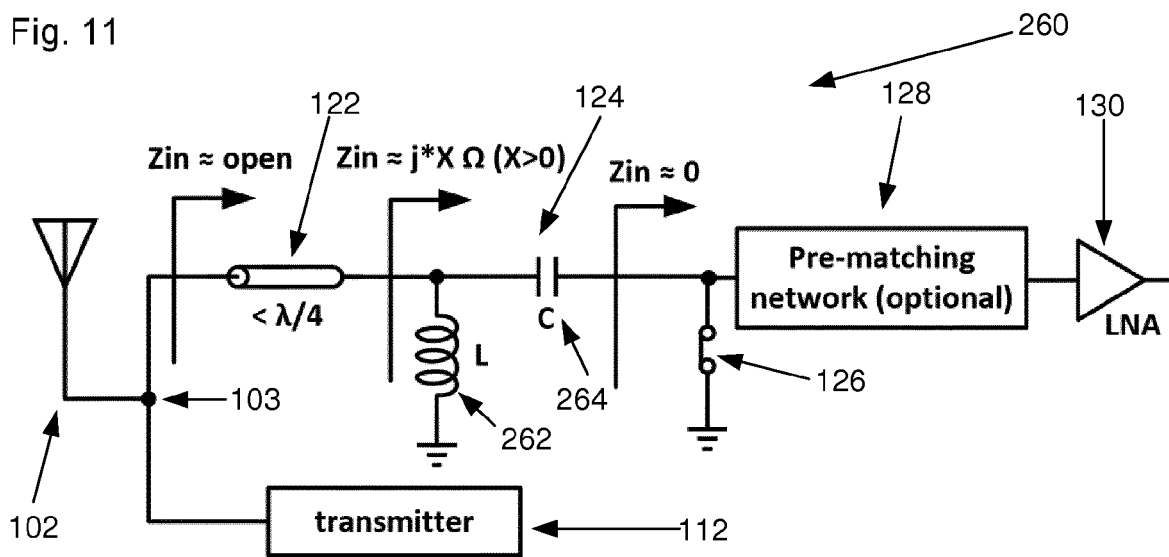 Fig. 11
260
122
124
128
130
Zin ≈ open
Zin ≈ j*X Ω (X>0)
Zin ≈ 0
Pre-matching
network (optional)
< λ/4
C
LNA
L
126
103
264
262
102
transmitter
112